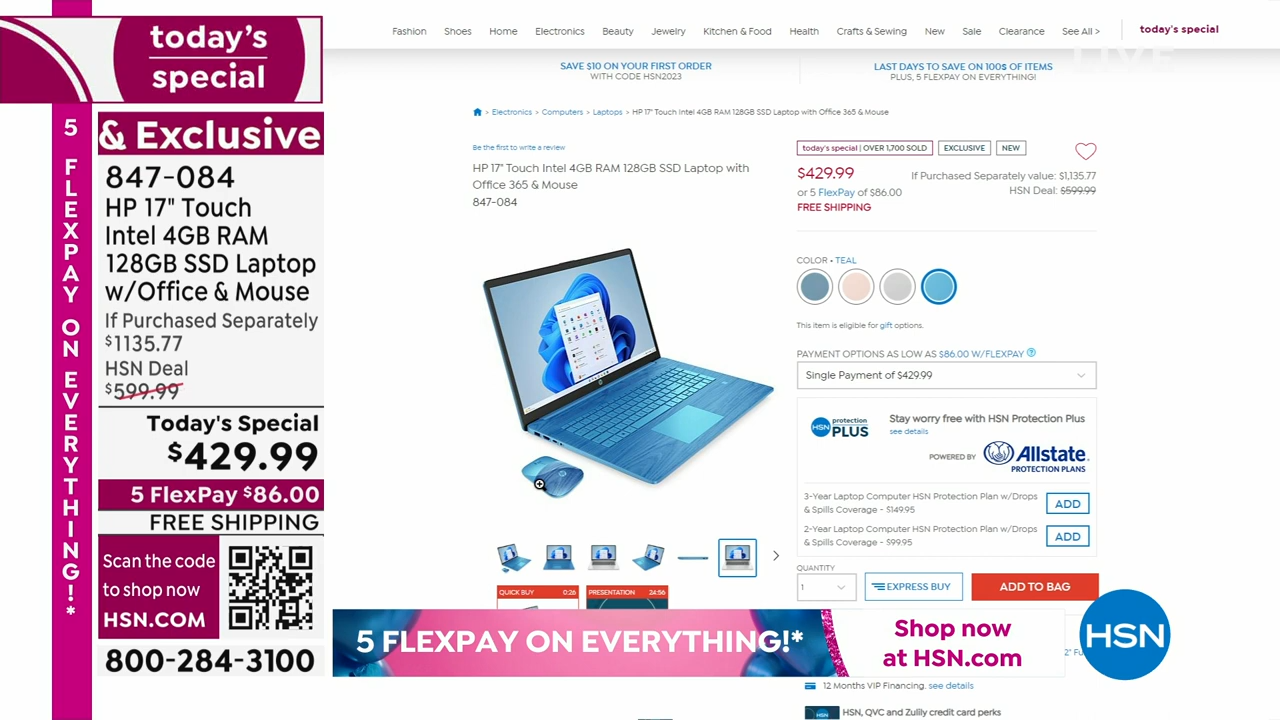 today's
special
5 FLEXPAY ON EVERYTHING!*
& Exclusive
847-084
HP 17" Touch
Intel 4GB RAM
128GB SSD Laptop
w/Office & Mouse
If Purchased Separately
$1135.77
HSN Deal
$599.99
Today's Special
$429.99
5 FlexPay $86.00
FREE SHIPPING
Scan the code
to shop now
HSN.COM
800-284-3100
Fashion Shoes Home Electronics Beauty Jewelry Kitchen & Food Health Crafts & Sewing New Sale Clearance See All > today's special
LIVE
SAVE $10 ON YOUR FIRST ORDER
WITH CODE HSN2023
LAST DAYS TO SAVE ON 100$ OF ITEMS
PLUS, 5 FLEXPAY ON EVERYTHING!
> Electronics > Computers > Laptops > HP 17" Touch Intel 4GB RAM 128GB SSD Laptop with Office 365 & Mouse
Be the first to write a review
HP 17" Touch Intel 4GB RAM 128GB SSD Laptop with
Office 365 & Mouse
847-084
today's special | OVER 1,700 SOLD EXCLUSIVE NEW
$429.99 If Purchased Separately value: $1,135.77
or 5 FlexPay of $86.00 HSN Deal: $599.99
FREE SHIPPING
COLOR • TEAL
This item is eligible for gift options.
PAYMENT OPTIONS AS LOW AS $86.00 W/FLEXPAY ?
Single Payment of $429.99
HSN protection PLUS
Stay worry free with HSN Protection Plus
see details
POWERED BY Allstate.
PROTECTION PLANS
3-Year Laptop Computer HSN Protection Plan w/Drops
& Spills Coverage - $149.95
ADD
2-Year Laptop Computer HSN Protection Plan w/Drops
& Spills Coverage - $99.95
ADD
QUANTITY
1
EXPRESS BUY
ADD TO BAG
QUICK BUY 0:26
PRESENTATION 24:56
5 FLEXPAY ON EVERYTHING!*
Shop now
at HSN.com
HSN
12 Months VIP Financing. see details
HSN, QVC and Zulily credit card perks